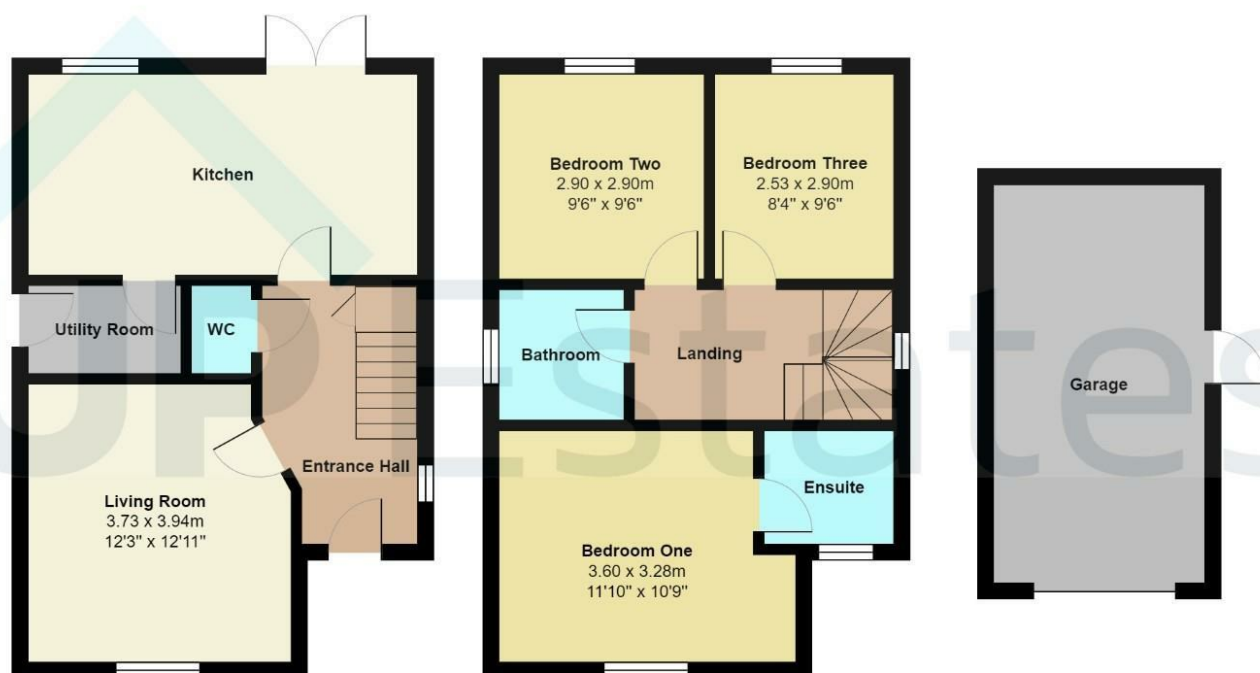 Kitchen
Utility Room
WC
Entrance Hall
Living Room
3.73 x 3.94m
12'3" x 12'11"
Bedroom Two
2.90 x 2.90m
9'6" x 9'6"
Bedroom Three
2.53 x 2.90m
8'4" x 9'6"
Bathroom
Landing
Bedroom One
3.60 x 3.28m
11'10" x 10'9"
Ensuite
Garage
UPEstates